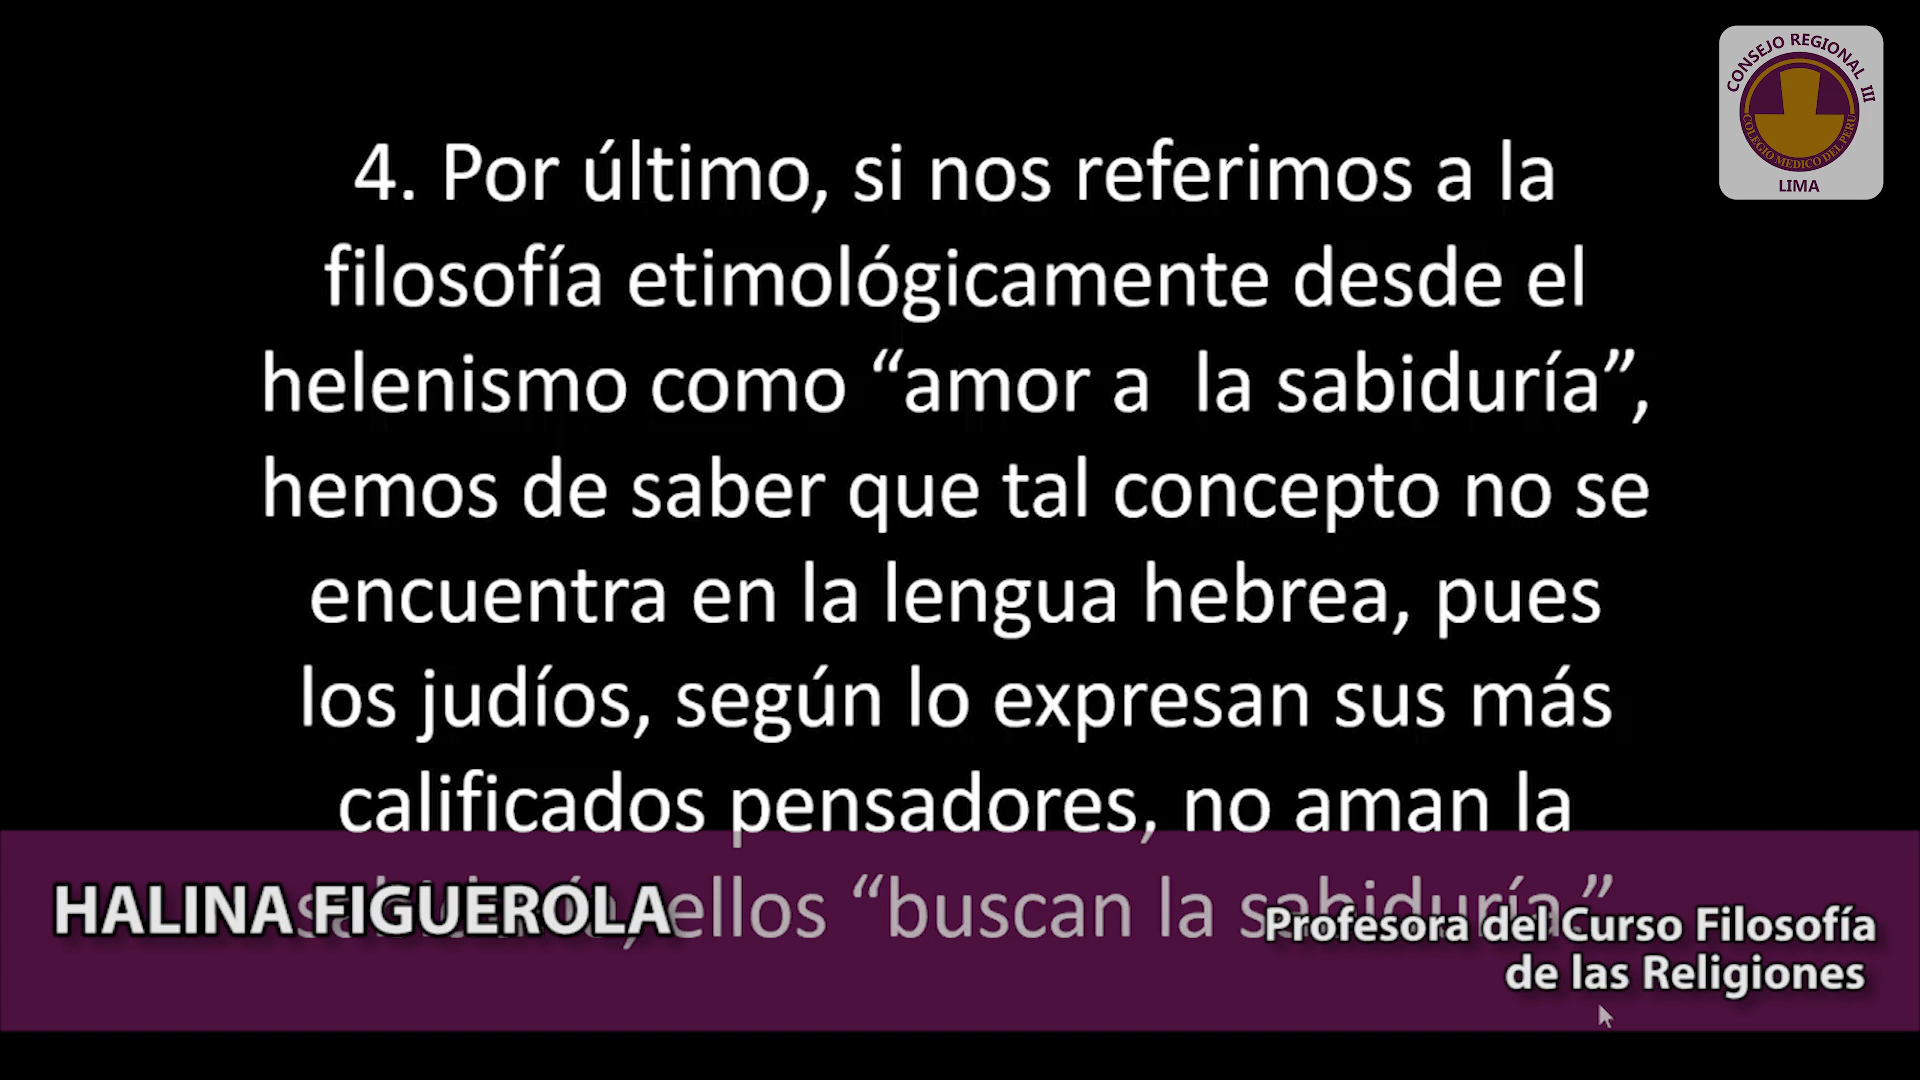 CONSEJO REGIONAL III
COLEGIO MEDICO DEL PERU
LIMA
4. Por último, si nos referimos a la
filosofía etimológicamente desde el
helenismo como “amor a  la sabiduría”,
hemos de saber que tal concepto no se
encuentra en la lengua hebrea, pues
los judíos, según lo expresan sus más
calificados pensadores, no aman la
sabiduría, ellos “buscan la sabiduría.”
HALINA FIGUEROLA
Profesora del Curso Filosofía
de las Religiones